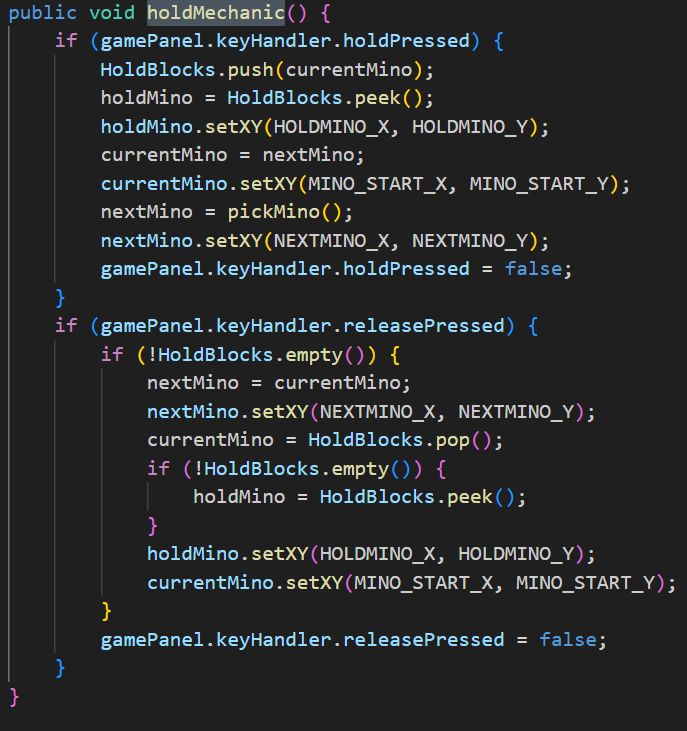 public void holdMechanic() {
    if (gamePanel.keyHandler.holdPressed) {
        HoldBlocks.push(currentMino);
        holdMino = HoldBlocks.peek();
        holdMino.setXY(HOLDMINO_X, HOLDMINO_Y);
        currentMino = nextMino;
        currentMino.setXY(MINO_START_X, MINO_START_Y);
        nextMino = pickMino();
        nextMino.setXY(NEXTMINO_X, NEXTMINO_Y);
        gamePanel.keyHandler.holdPressed = false;
    }
    if (gamePanel.keyHandler.releasePressed) {
        if (!HoldBlocks.empty()) {
            nextMino = currentMino;
            nextMino.setXY(NEXTMINO_X, NEXTMINO_Y);
            currentMino = HoldBlocks.pop();
            if (!HoldBlocks.empty()) {
                holdMino = HoldBlocks.peek();
            }
            holdMino.setXY(HOLDMINO_X, HOLDMINO_Y);
            currentMino.setXY(MINO_START_X, MINO_START_Y);
        }
        gamePanel.keyHandler.releasePressed = false;
    }
}